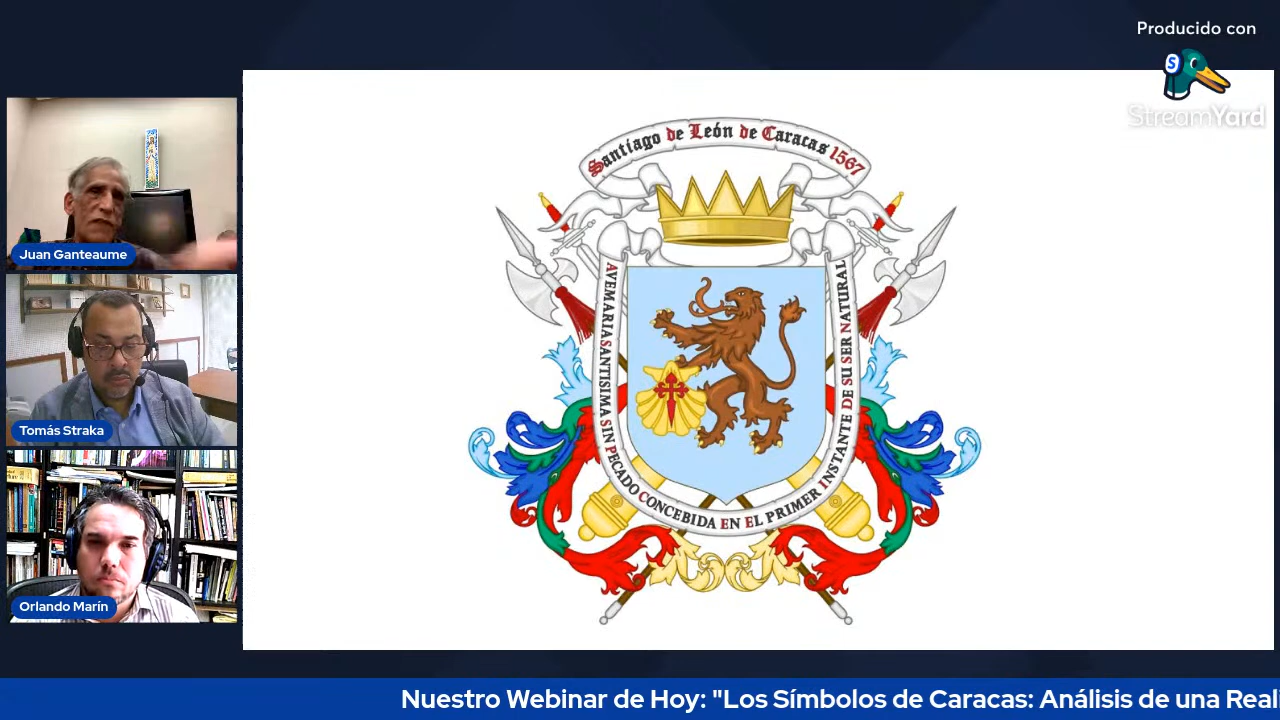 Producido con
StreamYard
Santiago de León de Caracas 1567
AVEMARIASANTISIMA SIN PECADO CONCEBIDA EN EL PRIMER INSTANTE DE SU SER NATURAL
Juan Ganteaume
Tomás Straka
Orlando Marín
Nuestro Webinar de Hoy: "Los Símbolos de Caracas: Análisis de una Real